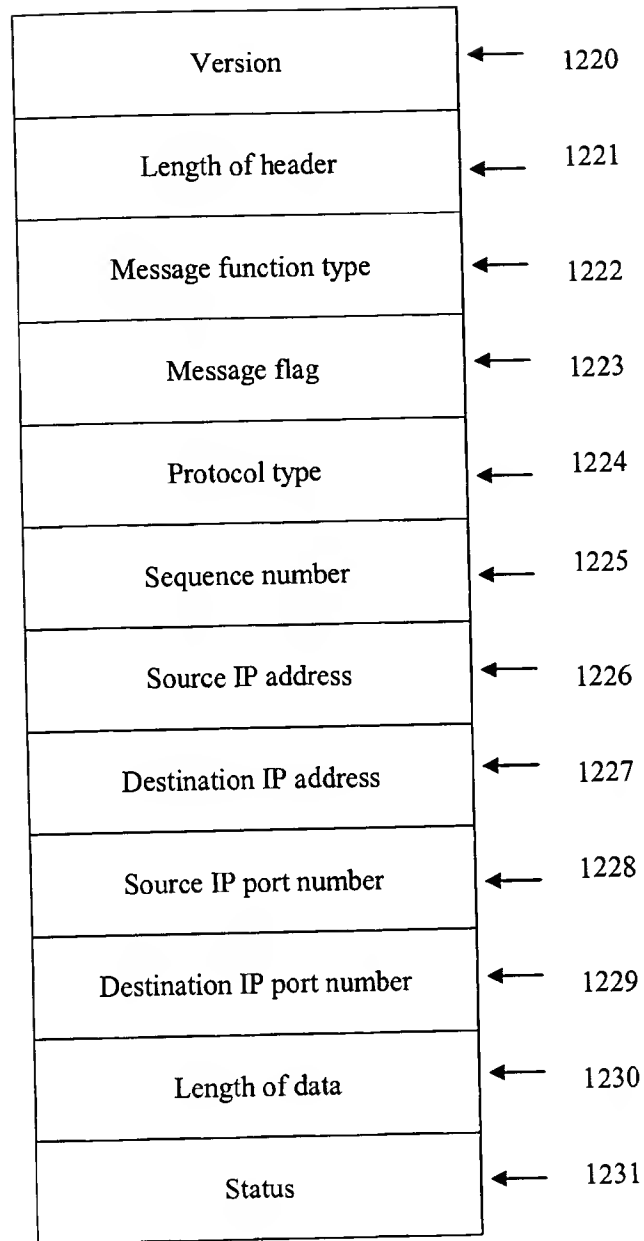 Version 1220
Length of header 1221
Message function type 1222
Message flag 1223
Protocol type 1224
Sequence number 1225
Source IP address 1226
Destination IP address 1227
Source IP port number 1228
Destination IP port number 1229
Length of data 1230
Status 1231